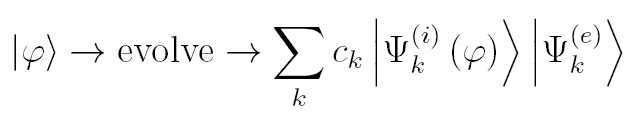 |φ⟩ → evolve → ∑_k c_k |Ψ_k^{(i)} (φ)⟩ |Ψ_k^{(e)}⟩